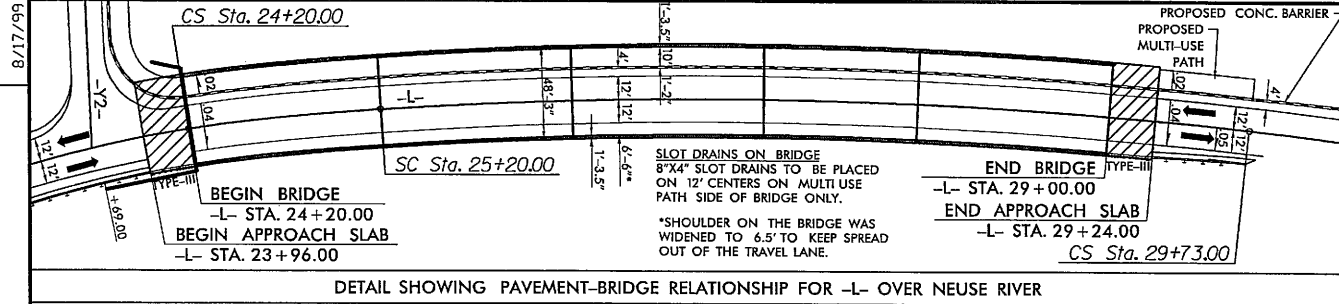 8/17/99
CS Sta. 24+20.00
PROPOSED CONC. BARRIER
PROPOSED
MULTI-USE
PATH
-Y2-
.02
.04
-L-
48'-3"
1'-3.5"
10'
4'
1'-2"
12'
12'
12'
12'
6'-6"*
1'-3.5"
.02
.04
.05
4'
12'
12'
SC Sta. 25+20.00
TYPE-III
TYPE-III
+69.00
BEGIN BRIDGE
-L- STA. 24+20.00
BEGIN APPROACH SLAB
-L- STA. 23+96.00
SLOT DRAINS ON BRIDGE
8"X4" SLOT DRAINS TO BE PLACED
ON 12' CENTERS ON MULTI USE
PATH SIDE OF BRIDGE ONLY.
*SHOULDER ON THE BRIDGE WAS
WIDENED TO 6.5' TO KEEP SPREAD
OUT OF THE TRAVEL LANE.
END BRIDGE
-L- STA. 29+00.00
END APPROACH SLAB
-L- STA. 29+24.00
CS Sta. 29+73.00
DETAIL SHOWING PAVEMENT-BRIDGE RELATIONSHIP FOR -L- OVER NEUSE RIVER